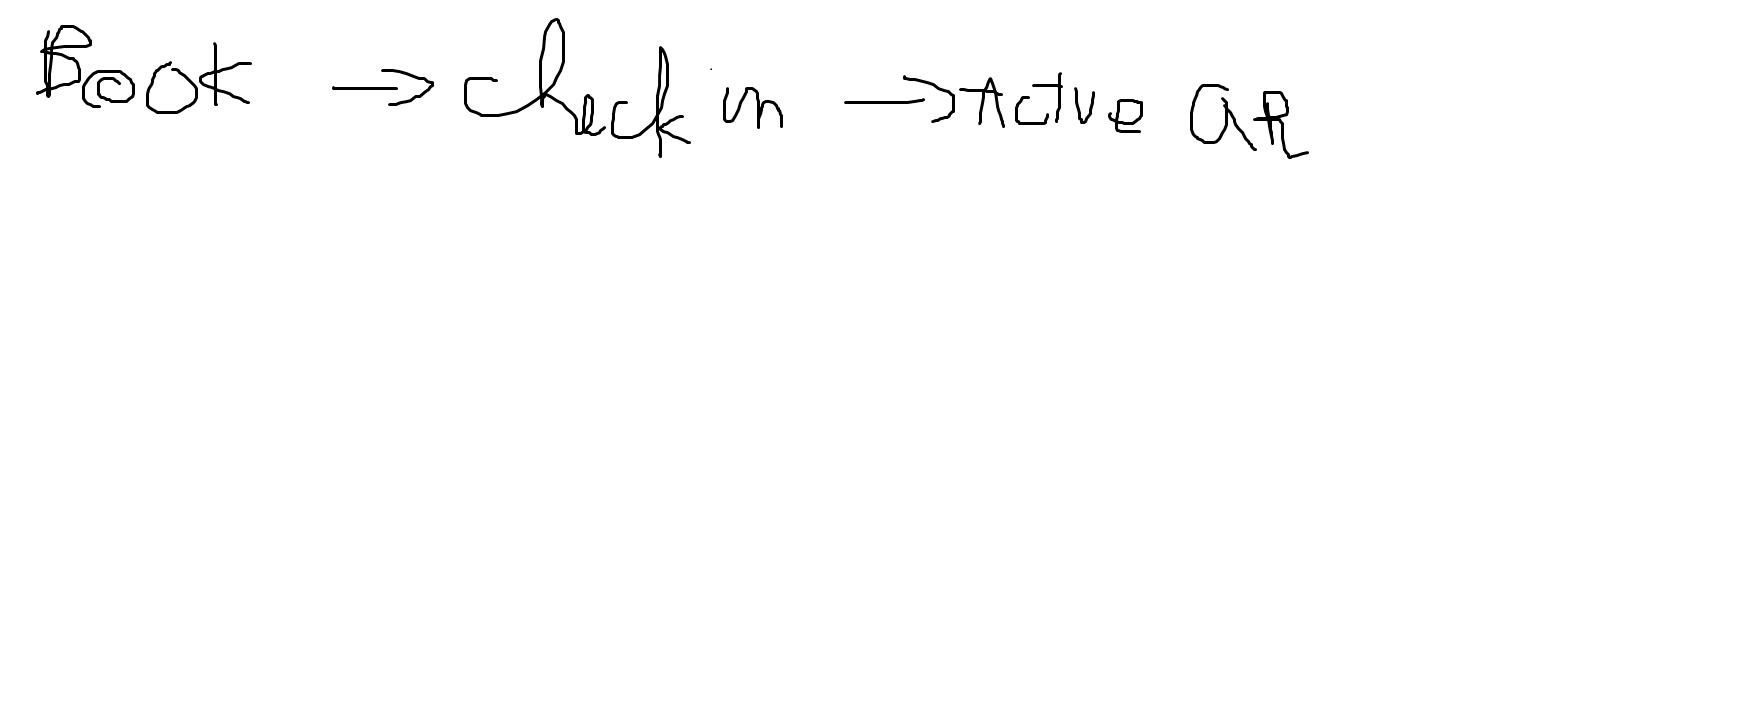 Book → check in → Active QR